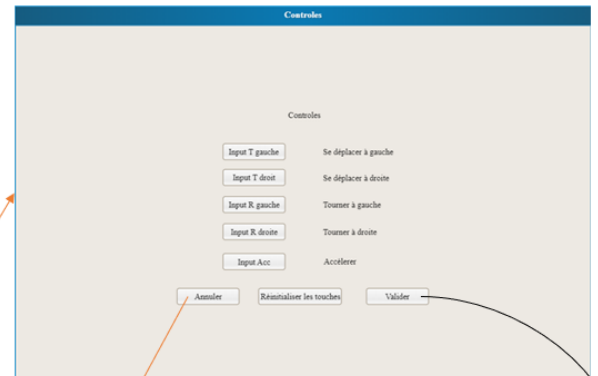 Controles
Controles
Input T gauche Se déplacer à gauche
Input T droit Se déplacer à droite
Input R gauche Tourner à gauche
Input R droite Tourner à droite
Input Acc Accélerer
Annuler Réinitialiser les touches Valider